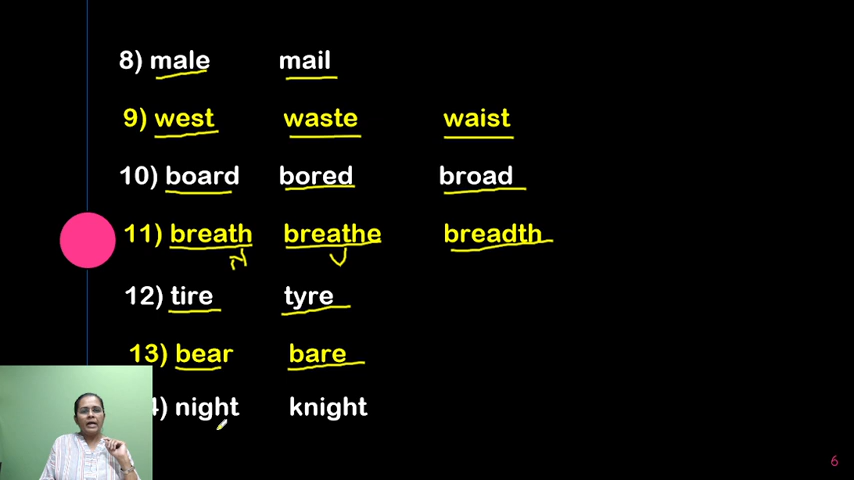 8) male mail
9) west waste waist
10) board bored broad
11) breath breathe breadth
N V
12) tire tyre
13) bear bare
4) night knight
6